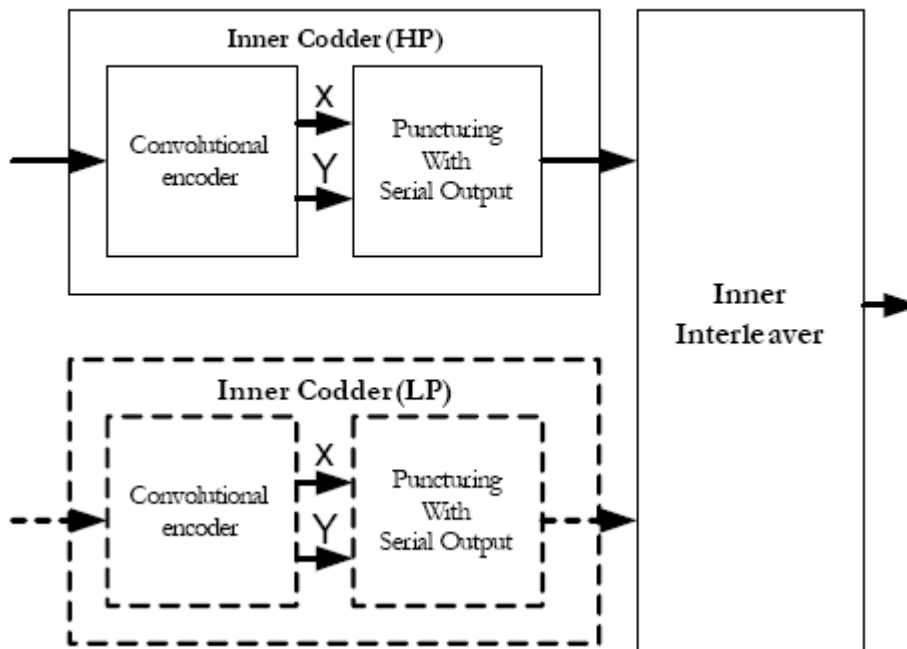 Inner Codder (HP)
Convolutional
encoder
X
Y
Puncturing
With
Serial Output
Inner
Interleaver
Inner Codder (LP)
Convolutional
encoder
X
Y
Puncturing
With
Serial Output